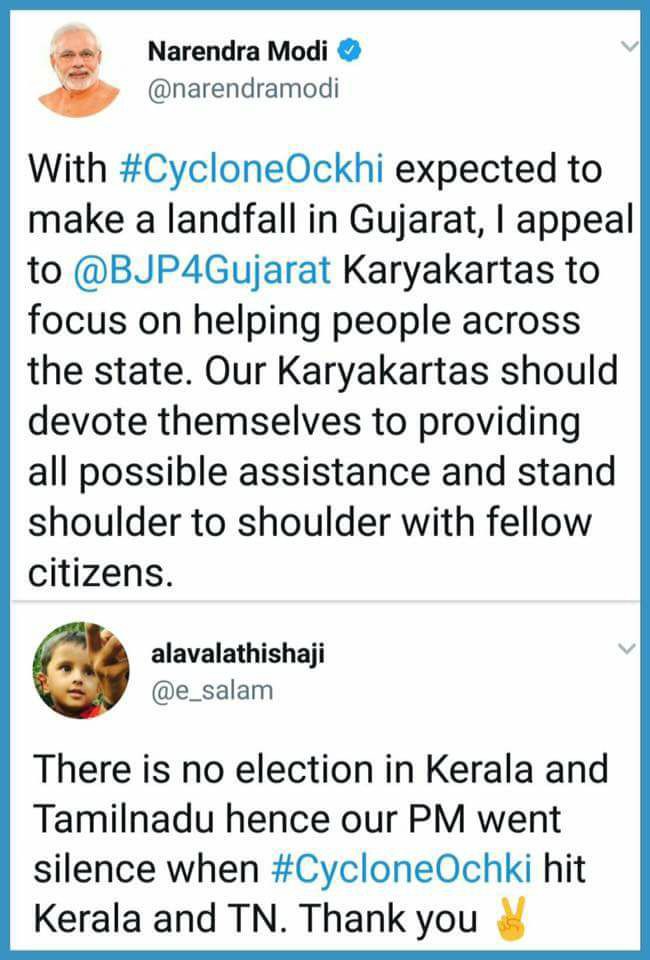 Narendra Modi
@narendramodi
With #CycloneOckhi expected to
make a landfall in Gujarat, I appeal
to @BJP4Gujarat Karyakartas to
focus on helping people across
the state. Our Karyakartas should
devote themselves to providing
all possible assistance and stand
shoulder to shoulder with fellow
citizens.
alavalathishaji
@e_salam
There is no election in Kerala and
Tamilnadu hence our PM went
silence when #CycloneOchki hit
Kerala and TN. Thank you ✌